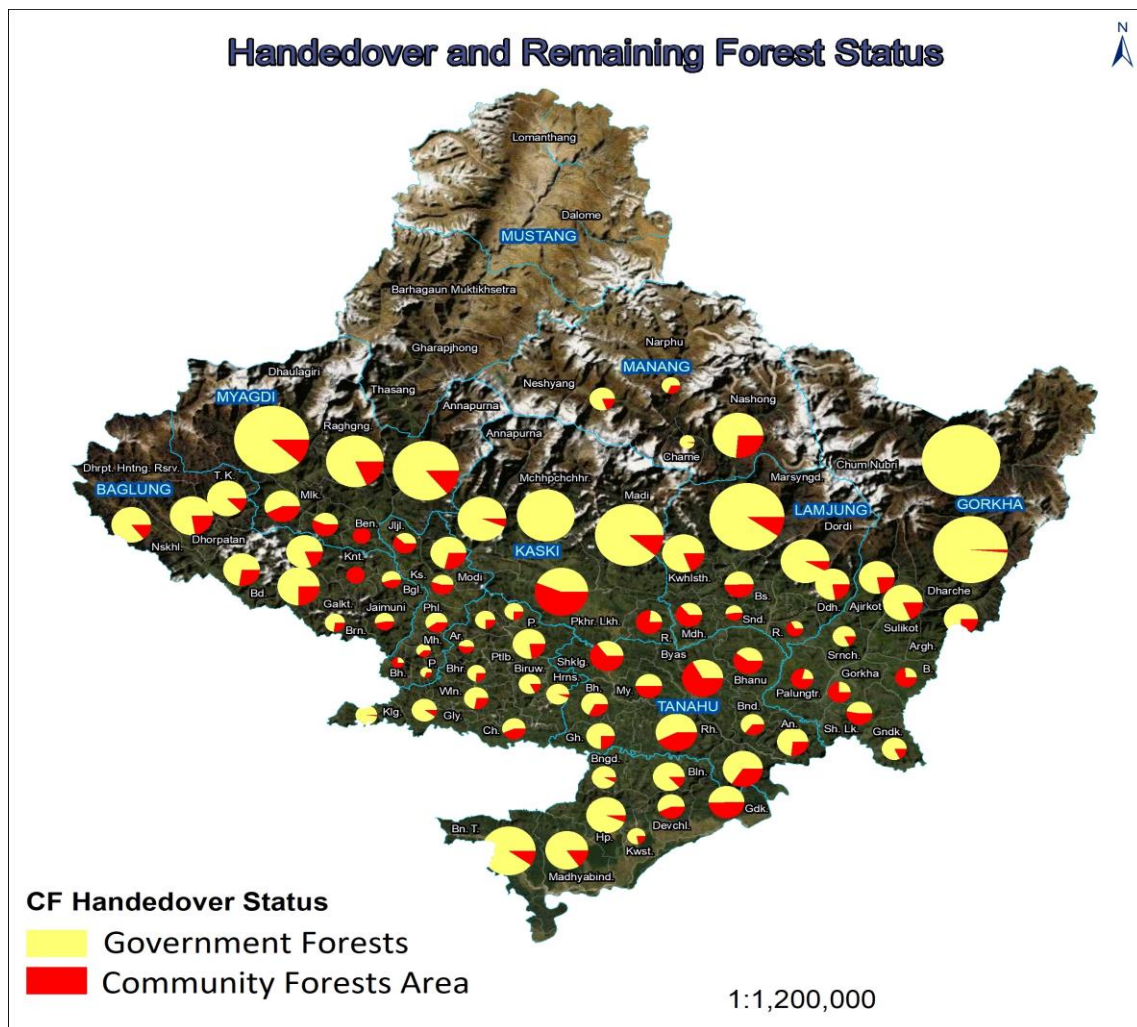 N
Handedover and Remaining Forest Status
Lomanthang
Dalome
MUSTANG
Barhagaun Muktikhsetra
Narphu
Gharapjhong
MANANG
Dhaulagiri
Neshyang
Thasang
MYAGDI
Annapurna
Nashong
Raghgng.
Annapurna
Chame
Dhrpt. Hntng. Rsrv.
Chum Nubri
T. K.
Mchhpchchhr.
Marsyngd.
BAGLUNG
Mlk.
Madi
LAMJUNG
GORKHA
Dordi
Ben.
Jljl.
Dhorpatan
Nskhl.
KASKI
Knt.
Kwhlsth.
Ks.
Modi
Ddh.
Ajirkot
Dharche
Bd.
Bgl.
Bs.
Galkt.
Jaimuni
Phl.
P.
Pkhr. Lkh.
Snd.
Sulikot
Brn.
R.
Mdh.
R.
Mh.
Ar.
Srnch.
Argh.
Ptlb.
Shklg.
Byas
P.
Bh.
Bhr.
Biruw.
Bhanu
Gorkha
B.
Wln.
Hrns.
Bh.
My.
Palungtr.
TANAHU
Klg.
Gly.
Bnd.
Ch.
Rh.
An.
Sh. Lk.
Gh.
Gndk.
Bngd.
Bln.
Gdk.
Devchl.
Bn. T.
Hp.
Kwst.
Madhyabind.
CF Handedover Status
Government Forests
Community Forests Area
1:1,200,000